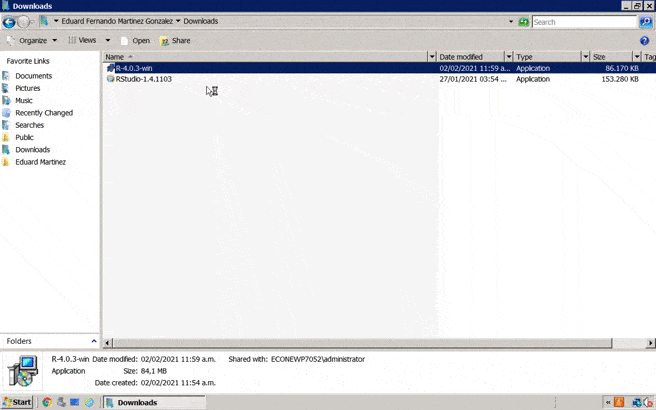 Downloads
Eduard Fernando Martinez Gonzalez Downloads Search
Organize Views Open Share
Favorite Links
Documents
Pictures
Music
Recently Changed
Searches
Public
Downloads
Eduard Martinez
Folders
Name Date modified Type Size Tag
R-4.0.3-win 02/02/2021 11:59 a... Application 86.170 KB
RStudio-1.4.1103 27/01/2021 03:54 ... Application 153.280 KB
R-4.0.3-win Date modified: 02/02/2021 11:59 a.m. Shared with: ECONEWP7052\administrator
Application Size: 84,1 MB
Date created: 02/02/2021 11:54 a.m.
Start Downloads